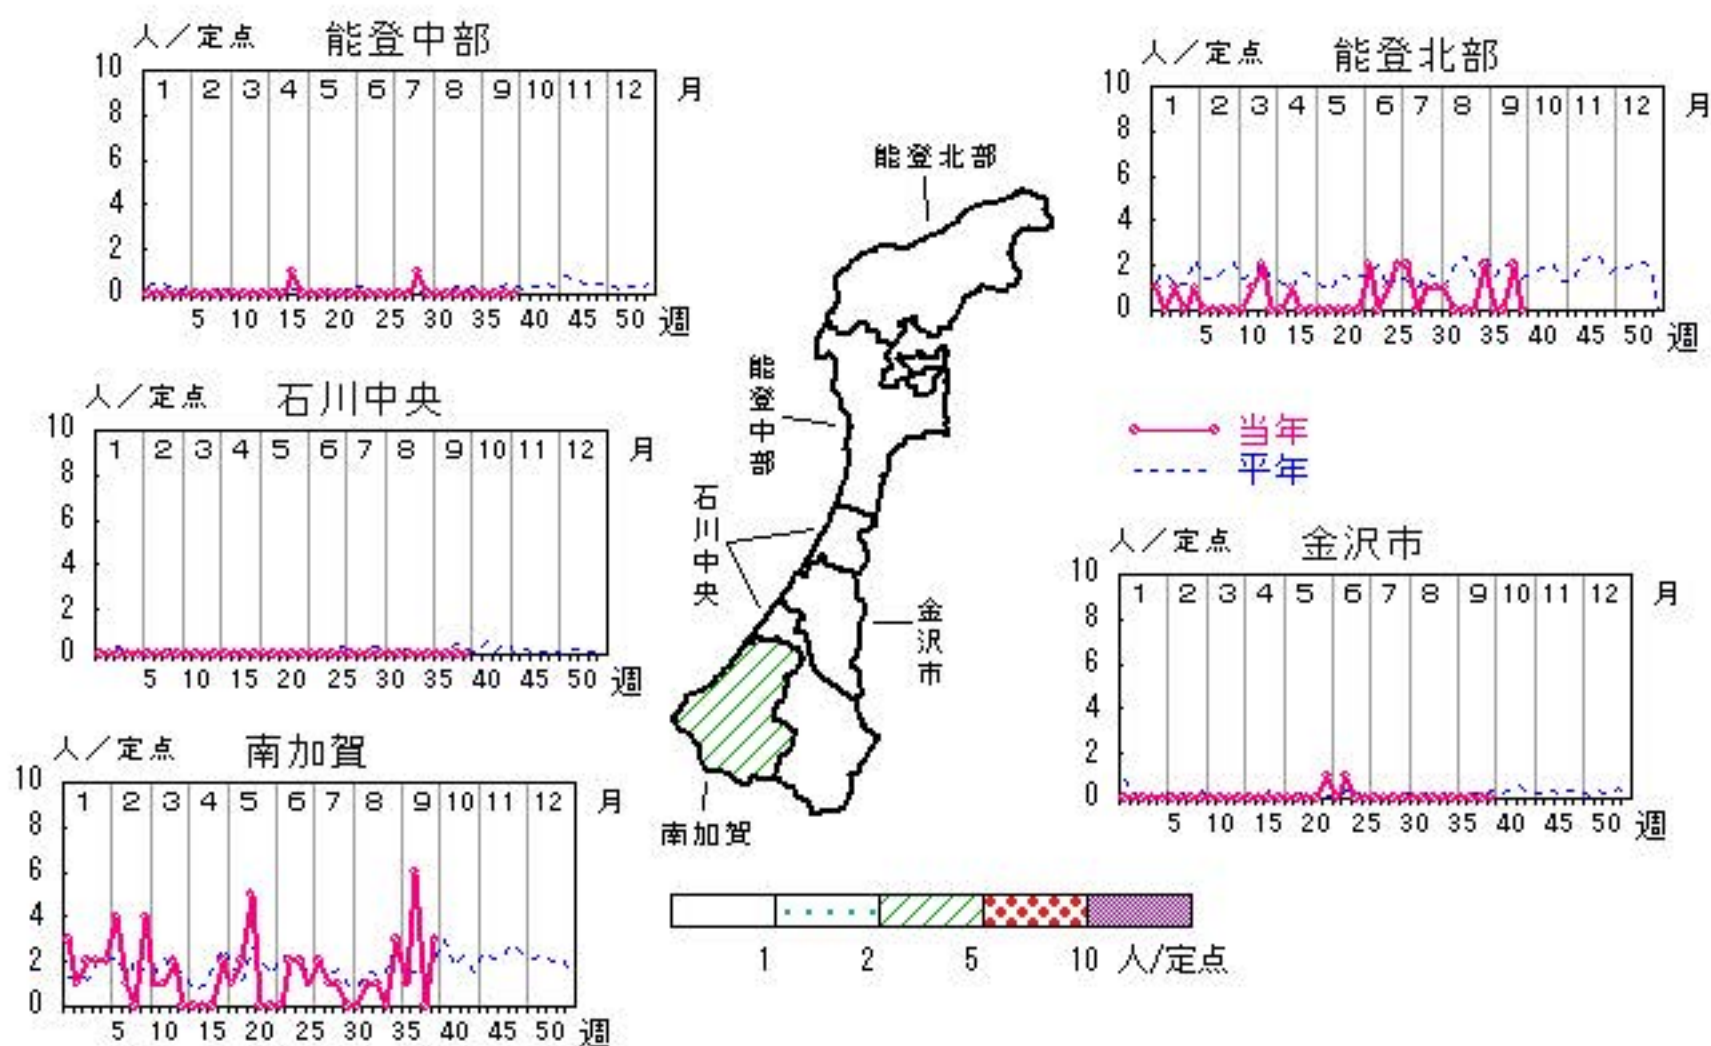 人／定点 能登中部
10 8 6 4 2 0
1 2 3 4 5 6 7 8 9 10 11 12 月
5 10 15 20 25 30 35 40 45 50 週
人／定点 能登北部
10 8 6 4 2 0
1 2 3 4 5 6 7 8 9 10 11 12 月
5 10 15 20 25 30 35 40 45 50 週
能登北部
能登中部
石川中央
金沢市
南加賀
人／定点 石川中央
10 8 6 4 2 0
1 2 3 4 5 6 7 8 9 10 11 12 月
5 10 15 20 25 30 35 40 45 50 週
当年
平年
人／定点 金沢市
10 8 6 4 2 0
1 2 3 4 5 6 7 8 9 10 11 12 月
5 10 15 20 25 30 35 40 45 50 週
人／定点 南加賀
10 8 6 4 2 0
1 2 3 4 5 6 7 8 9 10 11 12 月
5 10 15 20 25 30 35 40 45 50 週
1 2 5 10 人/定点